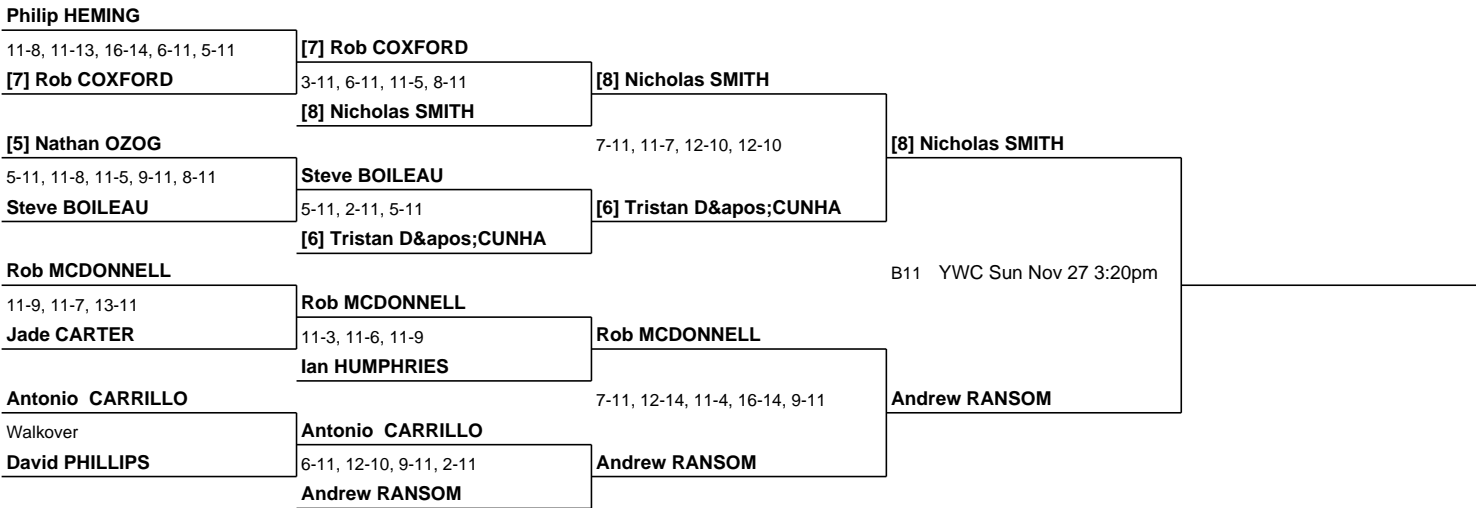 Philip HEMING
11-8, 11-13, 16-14, 6-11, 5-11
[7] Rob COXFORD
[7] Rob COXFORD
3-11, 6-11, 11-5, 8-11
[8] Nicholas SMITH
[8] Nicholas SMITH
7-11, 11-7, 12-10, 12-10
[8] Nicholas SMITH
[5] Nathan OZOG
5-11, 11-8, 11-5, 9-11, 8-11
Steve BOILEAU
Steve BOILEAU
5-11, 2-11, 5-11
[6] Tristan D&apos;CUNHA
[6] Tristan D&apos;CUNHA
B11 YWC Sun Nov 27 3:20pm
Rob MCDONNELL
11-9, 11-7, 13-11
Jade CARTER
Rob MCDONNELL
11-3, 11-6, 11-9
Ian HUMPHRIES
Rob MCDONNELL
7-11, 12-14, 11-4, 16-14, 9-11
Andrew RANSOM
Antonio  CARRILLO
Walkover
David PHILLIPS
Antonio  CARRILLO
6-11, 12-10, 9-11, 2-11
Andrew RANSOM
Andrew RANSOM